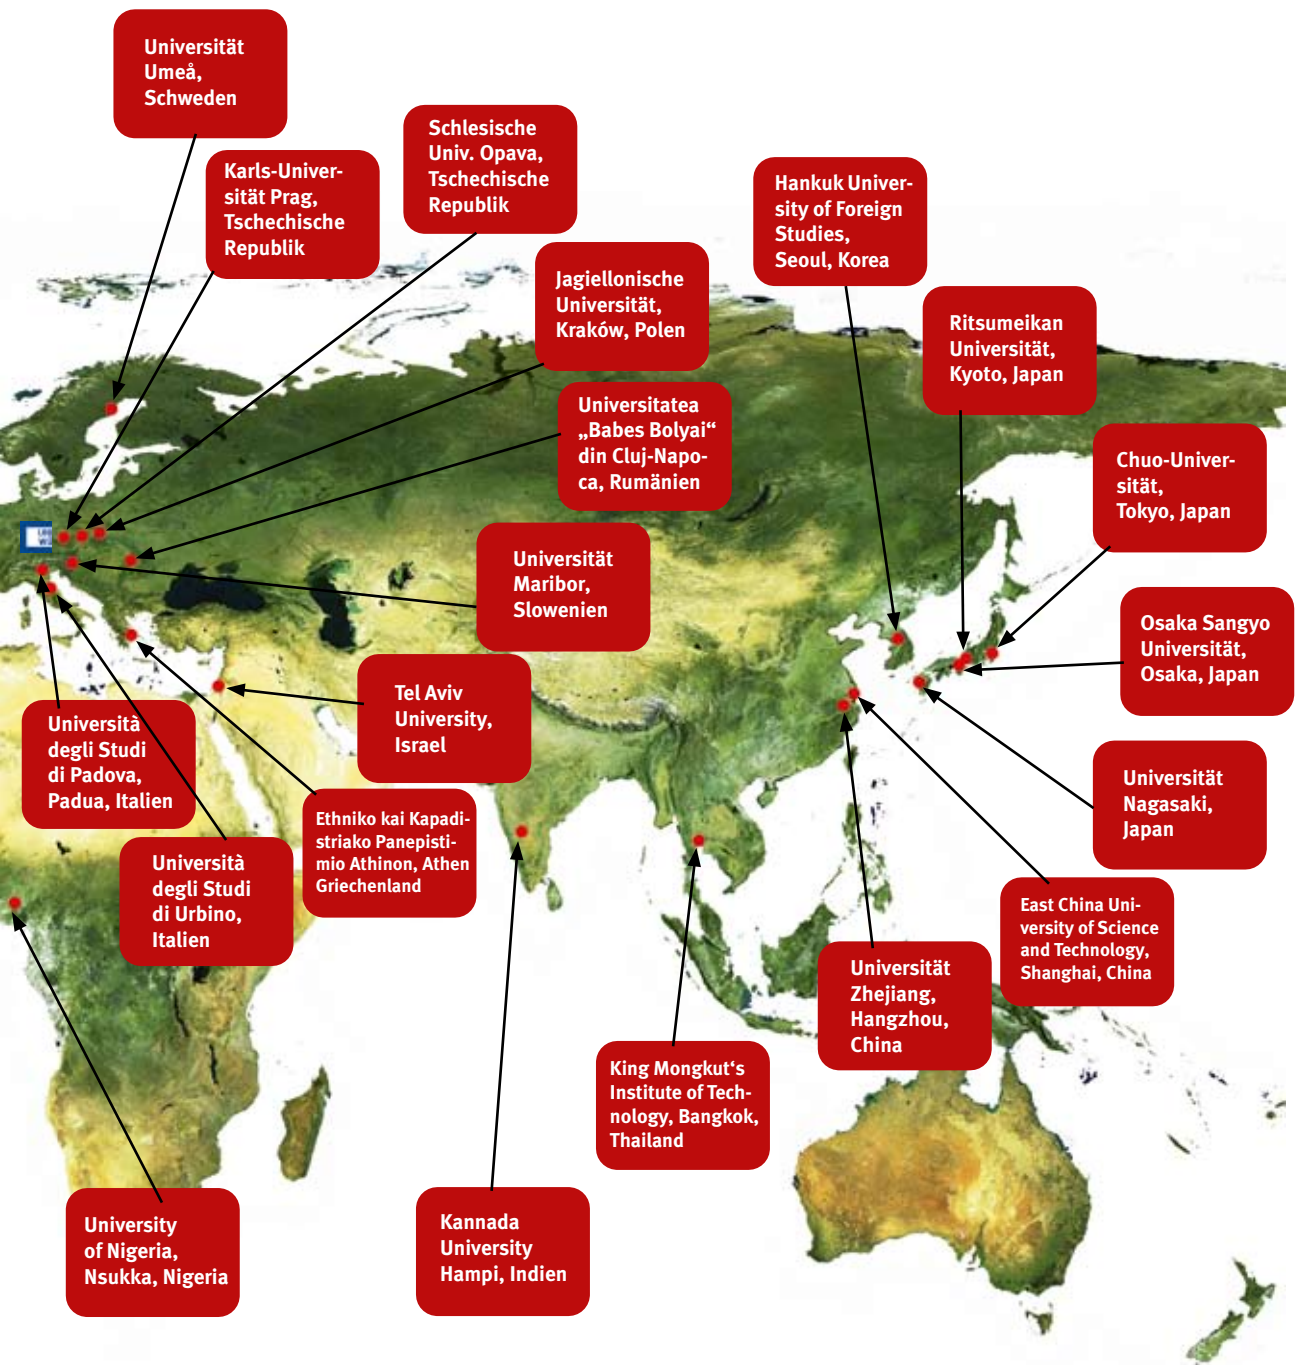 Universität
Umeå,
Schweden
Karls-Univer-
sität Prag,
Tschechische
Republik
Schlesische
Univ. Opava,
Tschechische
Republik
Hankuk Univer-
sity of Foreign
Studies,
Seoul, Korea
Jagiellonische
Universität,
Kraków, Polen
Ritsumeikan
Universität,
Kyoto, Japan
Universitatea
„Babes Bolyai“
din Cluj-Napo-
ca, Rumänien
Chuo-Univer-
sität,
Tokyo, Japan
Universität
Maribor,
Slowenien
Osaka Sangyo
Universität,
Osaka, Japan
Tel Aviv
University,
Israel
Università
degli Studi
di Padova,
Padua, Italien
Universität
Nagasaki,
Japan
Ethniko kai Kapadi-
striako Panepisti-
mio Athinon, Athen
Griechenland
Università
degli Studi
di Urbino,
Italien
East China Uni-
versity of Science
and Technology,
Shanghai, China
Universität
Zhejiang,
Hangzhou,
China
King Mongkut‘s
Institute of Tech-
nology, Bangkok,
Thailand
University
of Nigeria,
Nsukka, Nigeria
Kannada
University
Hampi, Indien